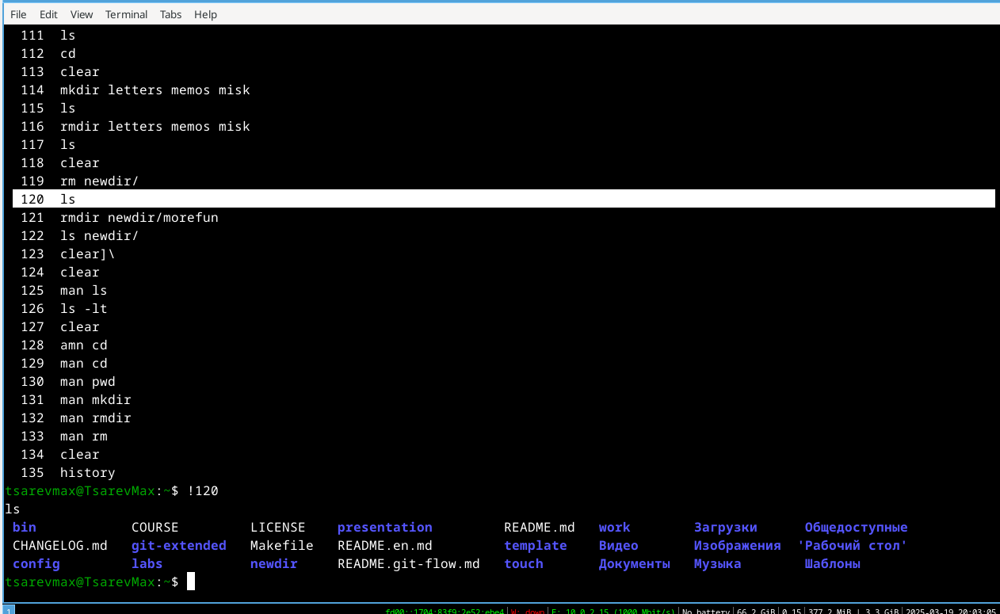 File Edit View Terminal Tabs Help
111 ls
112 cd
113 clear
114 mkdir letters memos misk
115 ls
116 rmdir letters memos misk
117 ls
118 clear
119 rm newdir/
120 ls
121 rmdir newdir/morefun
122 ls newdir/
123 clear]\
124 clear
125 man ls
126 ls -lt
127 clear
128 amn cd
129 man cd
130 man pwd
131 man mkdir
132 man rmdir
133 man rm
134 clear
135 history
tsarevmax@TsarevMax:~$ !120
ls
bin COURSE LICENSE presentation README.md work Загрузки Общедоступные
CHANGELOG.md git-extended Makefile README.en.md template Видео Изображения 'Рабочий стол'
config labs newdir README.git-flow.md touch Документы Музыка Шаблоны
tsarevmax@TsarevMax:~$
1 fd00::1704:83f9:2e52:ebe4| W: down| E: 10.0.2.15 (1000 Mbit/s)| No battery| 66.2 GiB| 0.15| 377.2 MiB | 3.3 GiB| 2025-03-19 20:03:05